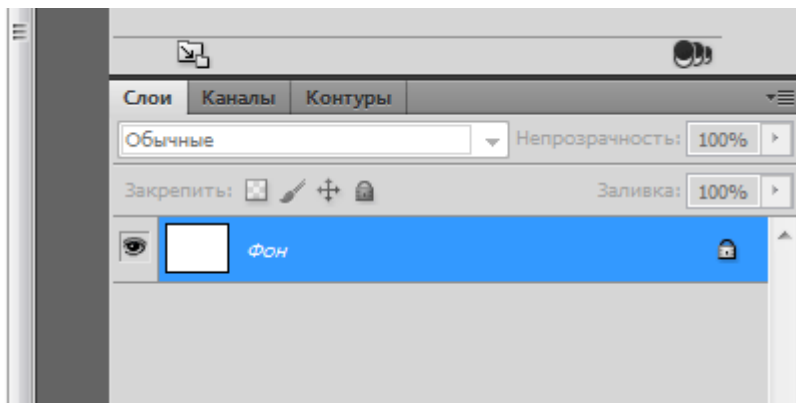 Слои Каналы Контуры
Обычные Непрозрачность: 100%
Закрепить: Заливка: 100%
Фон